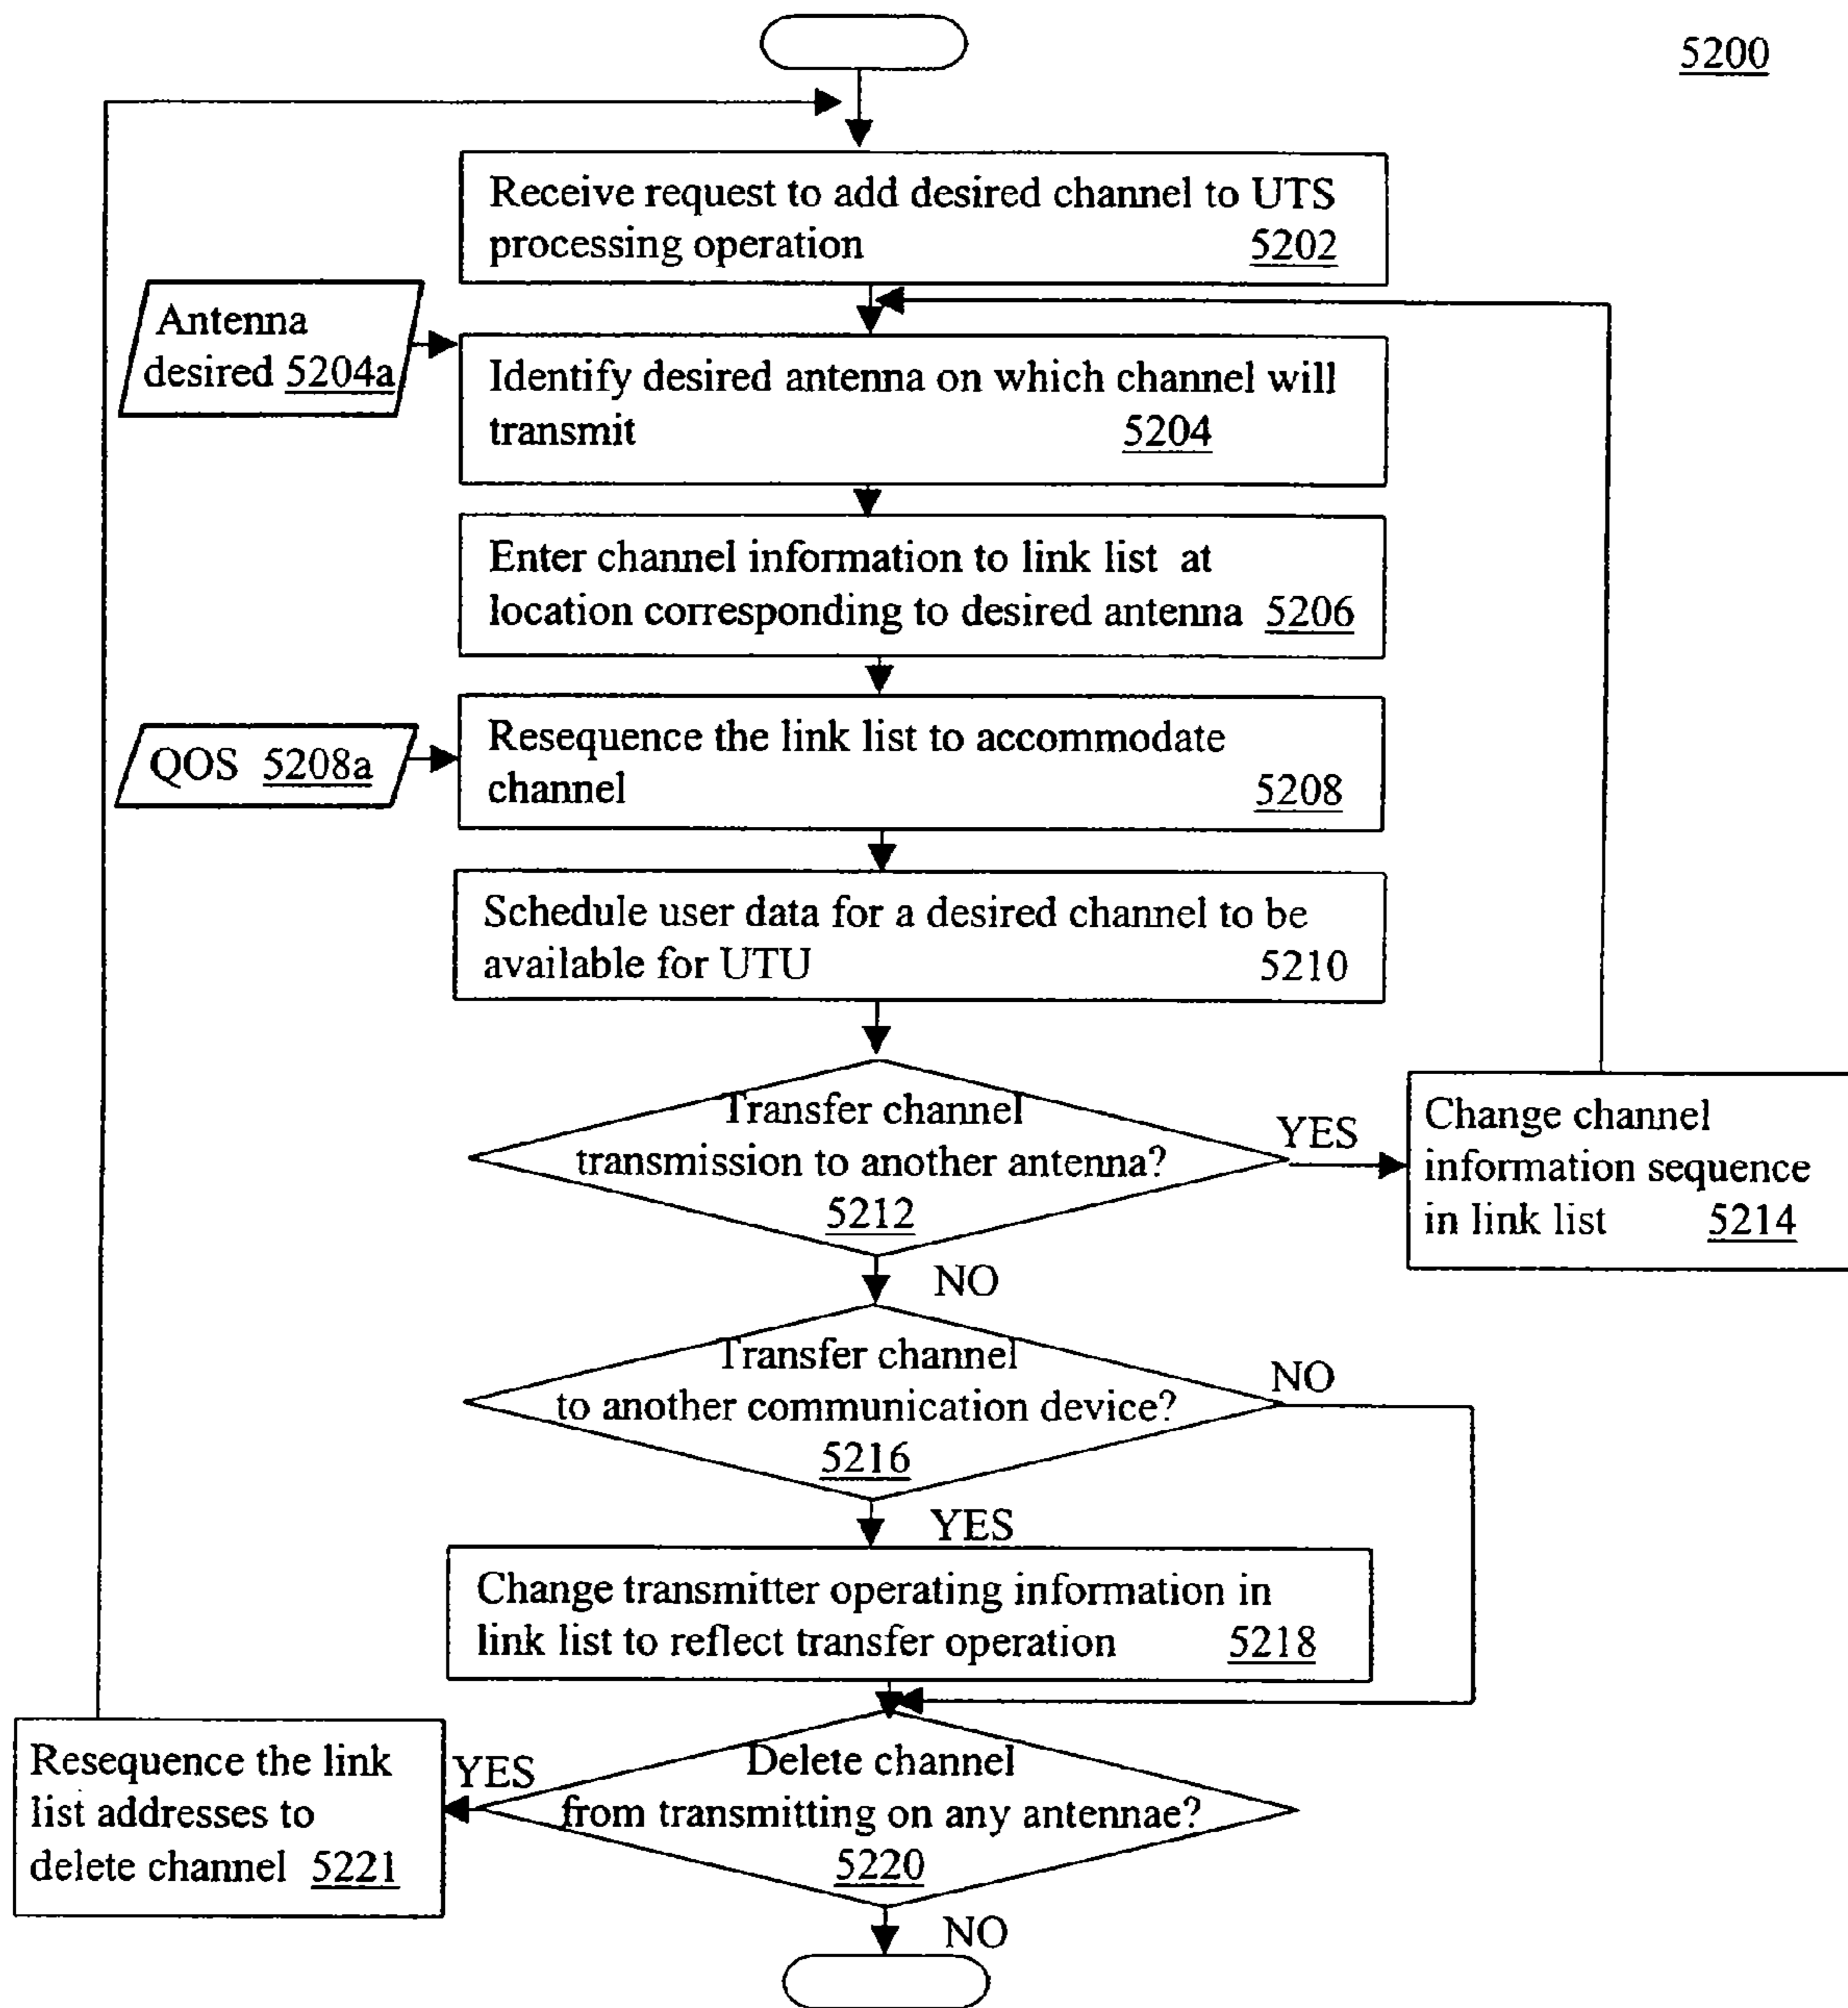 5200
Receive request to add desired channel to UTS
processing operation 5202
Antenna
desired 5204a
Identify desired antenna on which channel will
transmit 5204
Enter channel information to link list at
location corresponding to desired antenna 5206
QOS 5208a
Resequence the link list to accommodate
channel 5208
Schedule user data for a desired channel to be
available for UTU 5210
Transfer channel
transmission to another antenna?
5212
YES
Change channel
information sequence
in link list 5214
NO
Transfer channel
to another communication device?
5216
NO
YES
Change transmitter operating information in
link list to reflect transfer operation 5218
Delete channel
from transmitting on any antennae?
5220
YES
Resequence the link
list addresses to
delete channel 5221
NO